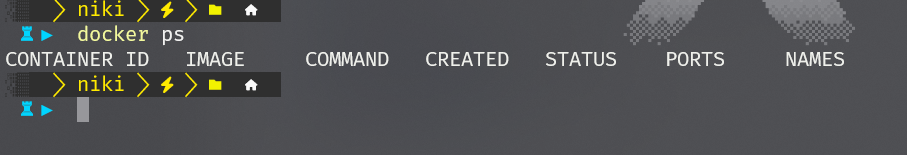 niki
docker ps
CONTAINER ID IMAGE COMMAND CREATED STATUS PORTS NAMES
niki